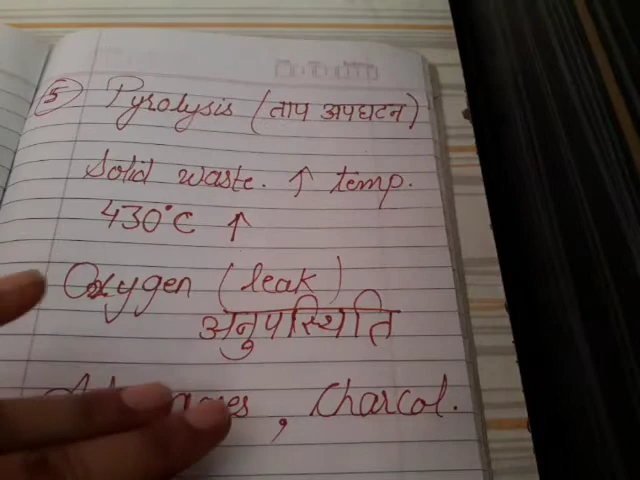 5 Pyrolysis (ताप अपघटन)
Solid waste. ↑ temp.
430°C ↑
Oxygen (leak)
अनुपस्थिति
, Charcol.